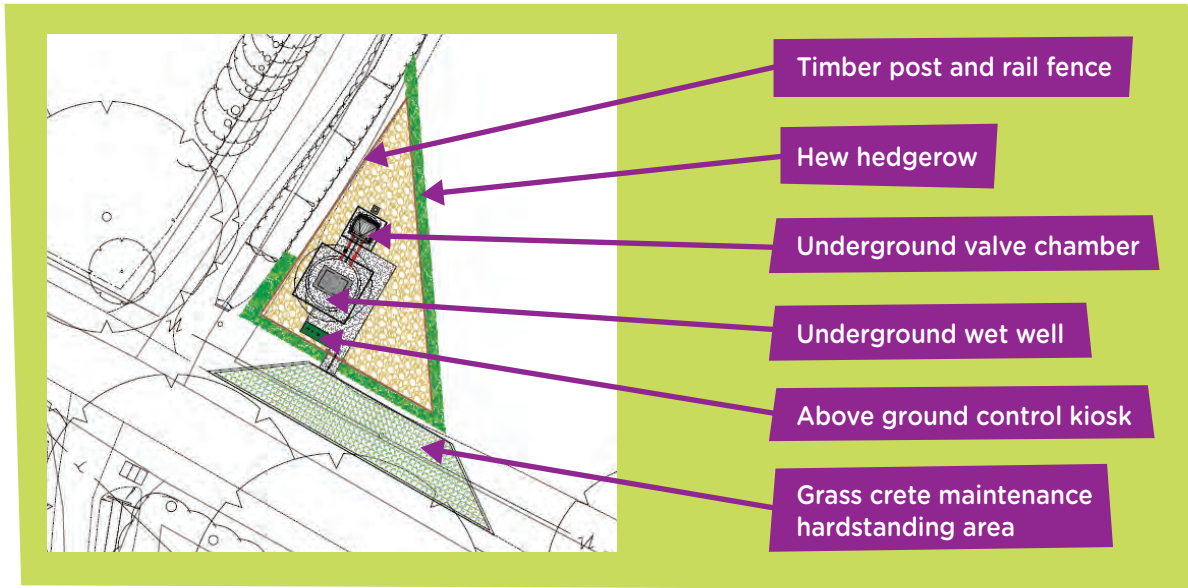 Timber post and rail fence
Hew hedgerow
Underground valve chamber
Underground wet well
Above ground control kiosk
Grass crete maintenance
hardstanding area